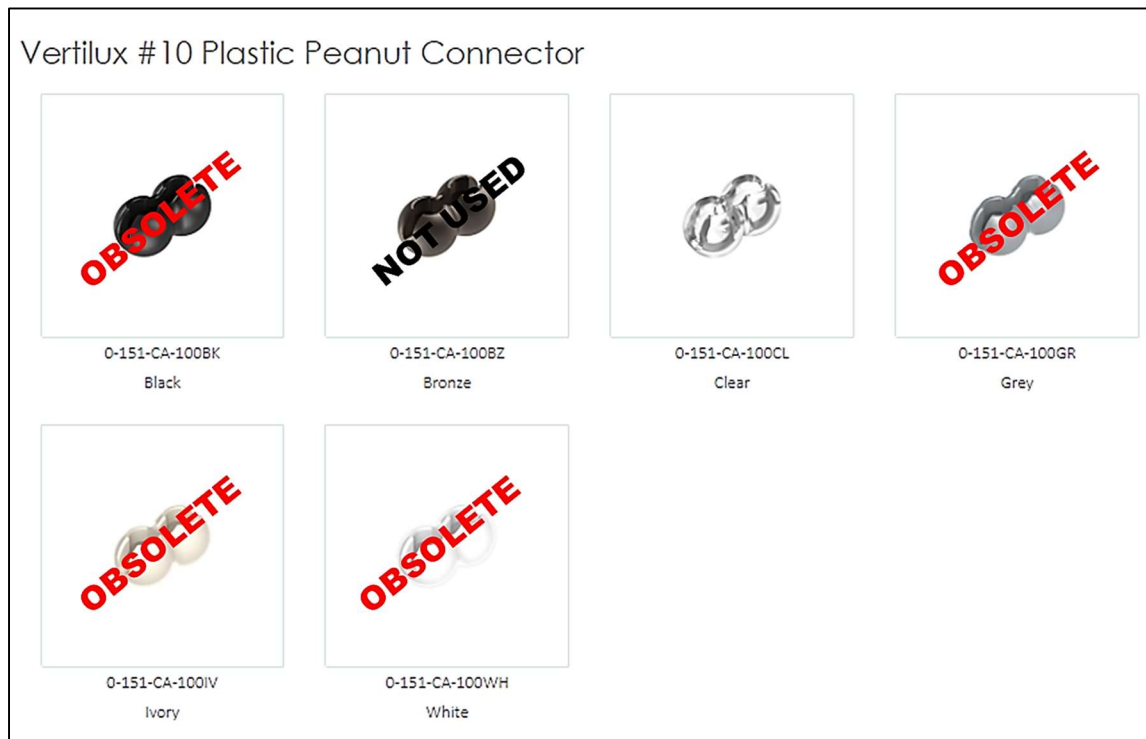 Vertilux #10 Plastic Peanut Connector
OBSOLETE
NOT USED
OBSOLETE
0-151-CA-100BK
0-151-CA-100BZ
0-151-CA-100CL
0-151-CA-100GR
Black
Bronze
Clear
Grey
OBSOLETE
OBSOLETE
0-151-CA-100IV
0-151-CA-100WH
Ivory
White